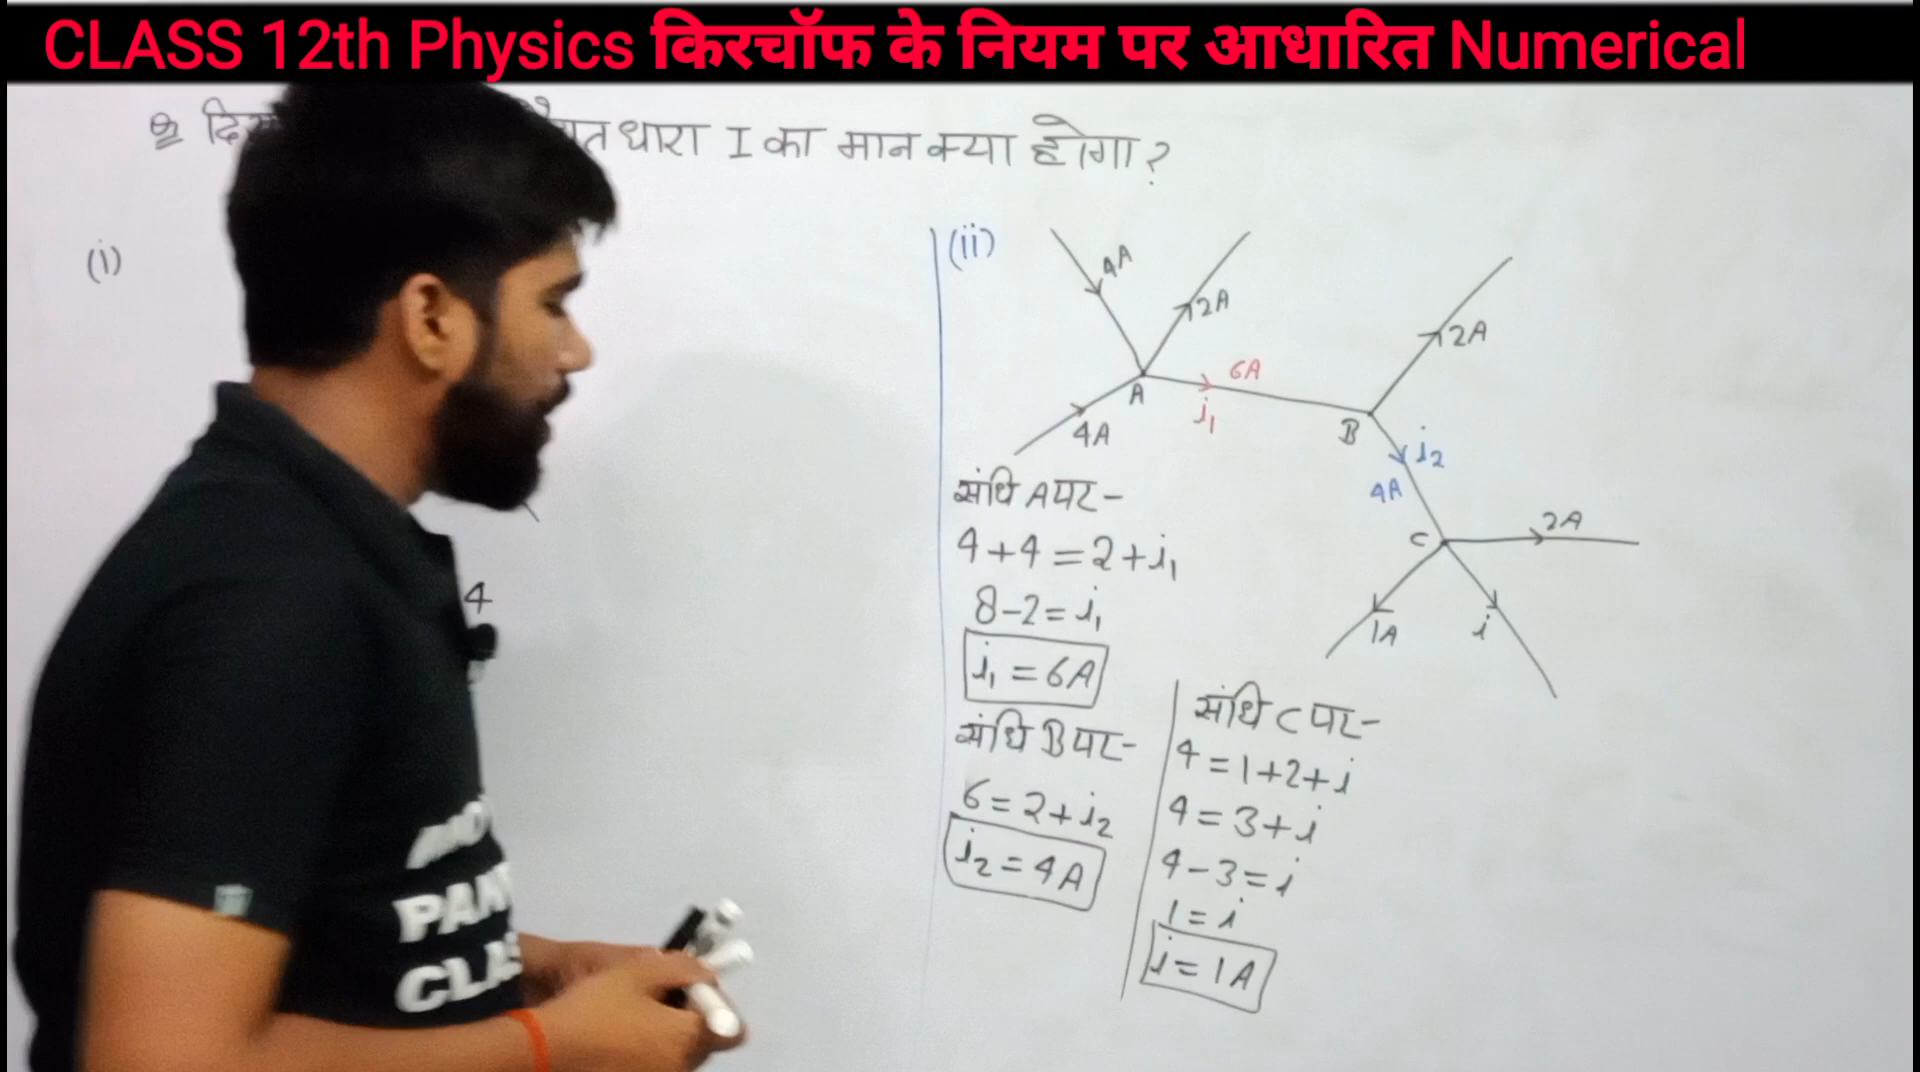 CLASS 12th Physics किरचॉफ के नियम पर आधारित Numerical
धारा I का मान क्या होगा?
(i)
4
(ii)
4A
2A
6A
A
i₁
4A
2A
B
i₂
4A
2A
C
1A
i
संधि A पर-
4+4=2+i₁
8-2=i₁
i₁=6A
संधि B पर-
6=2+i₂
i₂=4A
संधि C पर-
4=1+2+i
4=3+i
4-3=i
1=i
i=1A